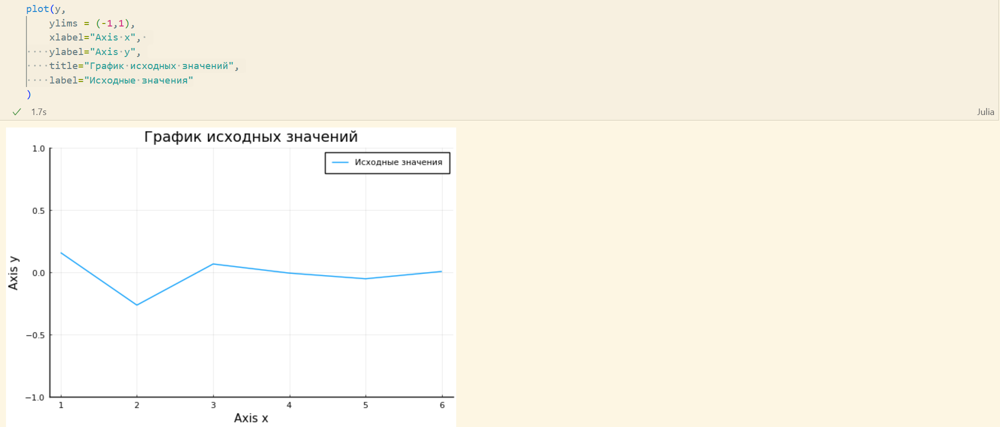 plot(y,
ylims = (-1,1),
xlabel="Axis x",
ylabel="Axis y",
title="График исходных значений",
label="Исходные значения"
)
1.7s
Julia
График исходных значений
1.0
Исходные значения
0.5
0.0
−0.5
−1.0
Axis y
1 2 3 4 5 6
Axis x